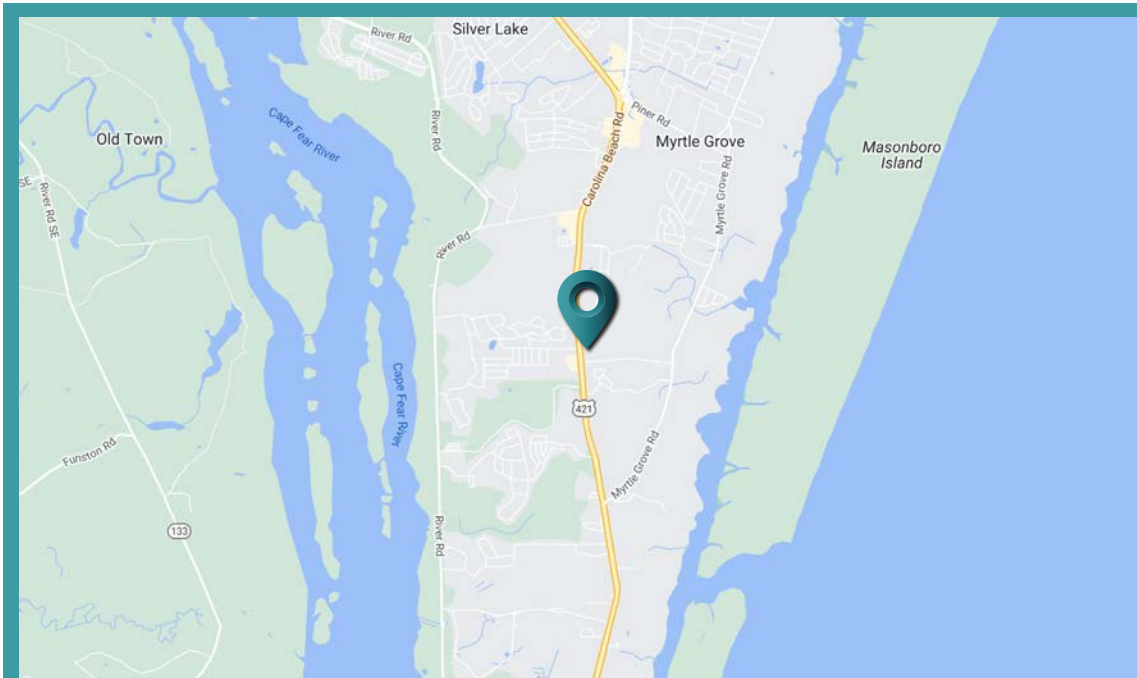 River Rd
Silver Lake
Cape Fear River
Old Town
River Rd
Piner Rd
Myrtle Grove
Masonboro
Island
Carolina Beach Rd
SE
River Rd SE
Myrtle Grove Rd
River Rd
Cape Fear River
421
Funston Rd
Myrtle Grove Rd
133
River Rd